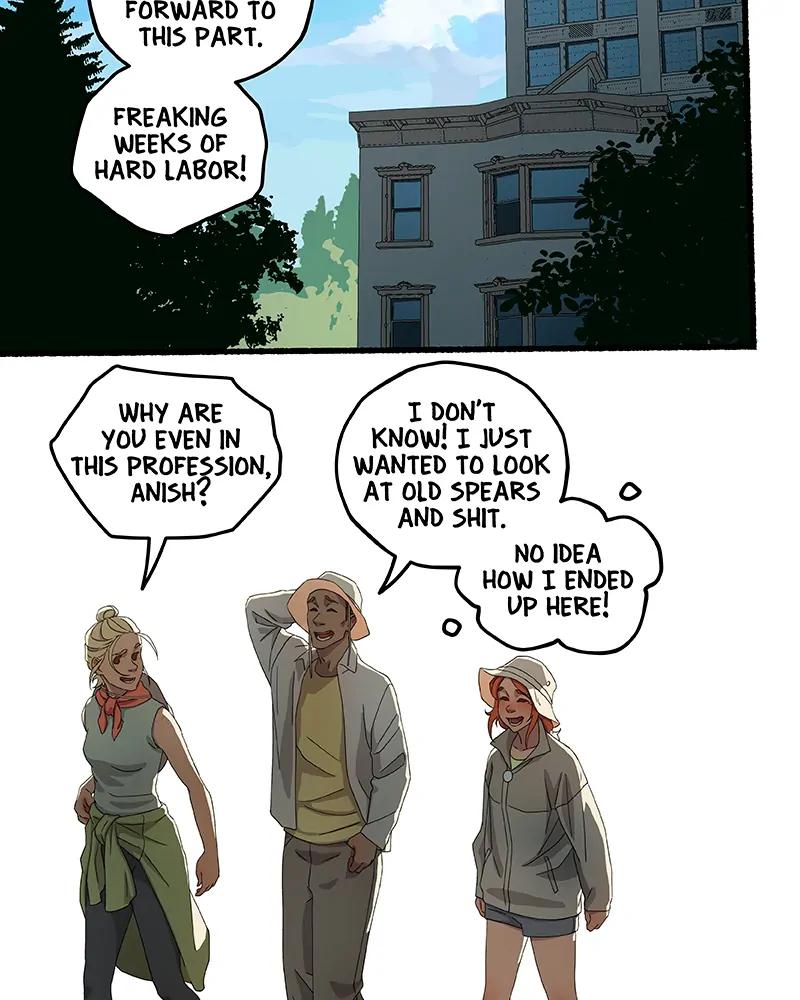 FORWARD TO
THIS PART.
FREAKING
WEEKS OF
HARD LABOR!
WHY ARE
YOU EVEN IN
THIS PROFESSION,
ANISH?
I DON'T
KNOW! I JUST
WANTED TO LOOK
AT OLD SPEARS
AND SHIT.
NO IDEA
HOW I ENDED
UP HERE!